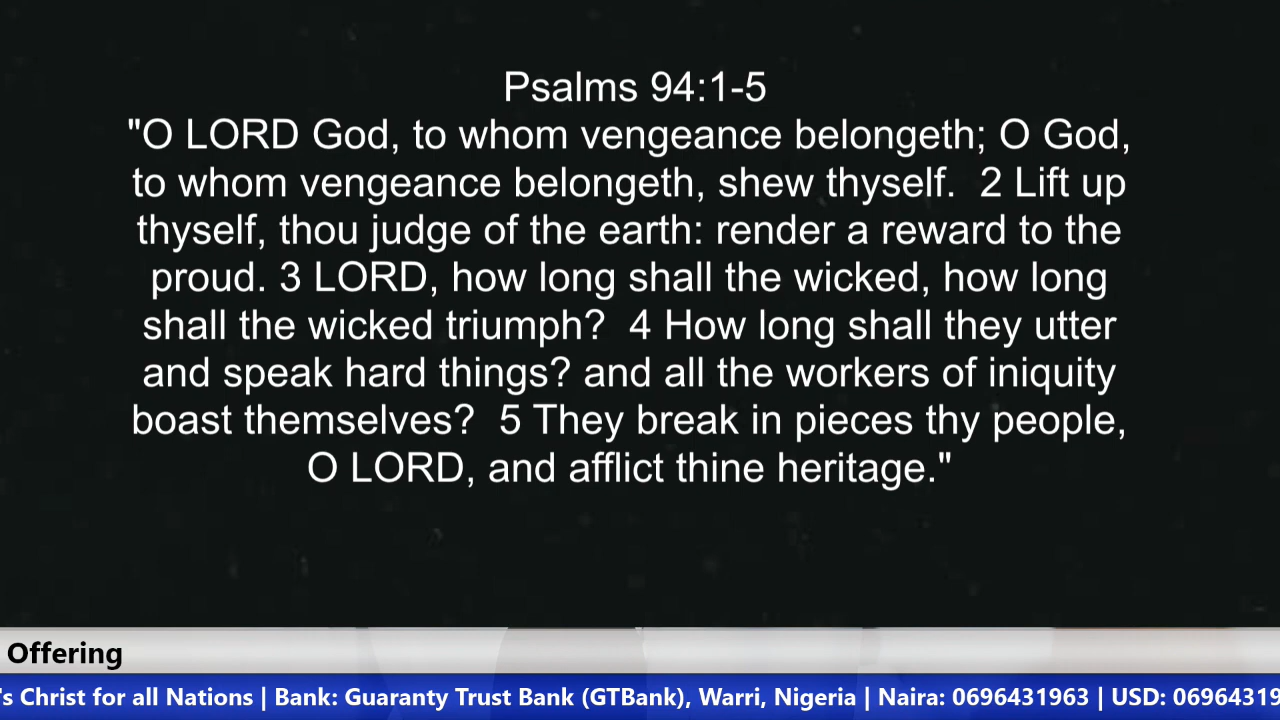 Psalms 94:1-5
"O LORD God, to whom vengeance belongeth; O God,
to whom vengeance belongeth, shew thyself.  2 Lift up
thyself, thou judge of the earth: render a reward to the
proud. 3 LORD, how long shall the wicked, how long
shall the wicked triumph?  4 How long shall they utter
and speak hard things? and all the workers of iniquity
boast themselves?  5 They break in pieces thy people,
O LORD, and afflict thine heritage."
Offering
's Christ for all Nations | Bank: Guaranty Trust Bank (GTBank), Warri, Nigeria | Naira: 0696431963 | USD: 06964319